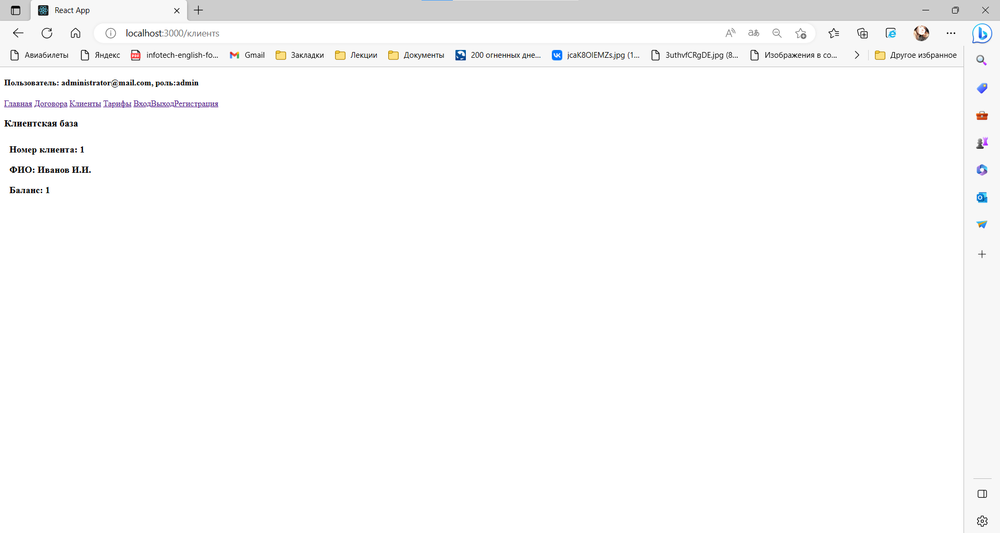 React App
localhost:3000/клиентs
Авиабилеты Яндекс infotech-english-fo... Gmail Закладки Лекции Документы 200 огненных дне... jcaK8OlEMZs.jpg (1... 3uthvfCRgDE.jpg (8... Изображения в со... Другое избранное
Пользователь: administrator@mail.com, роль:admin
Главная Договора Клиенты Тарифы ВходВыходРегистрация
Клиентская база
Номер клиента: 1
ФИО: Иванов И.И.
Баланс: 1